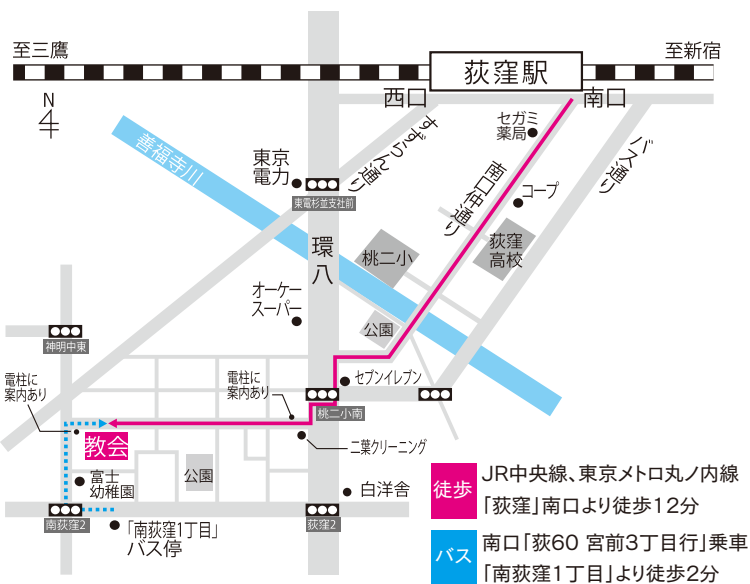 至三鷹
荻窪駅
至新宿
N
西口
南口
セガミ
薬局
すずらん通り
善福寺川
東京
電力
東電杉並支社前
南口仲通り
バス通り
コープ
荻窪
高校
環八
桃二小
オーケー
スーパー
公園
神明中東
電柱に
案内あり
電柱に
案内あり
セブンイレブン
桃二小南
教会
二葉クリーニング
富士
幼稚園
公園
白洋舎
南荻窪2
荻窪2
「南荻窪1丁目」
バス停
徒歩
JR中央線、東京メトロ丸ノ内線
「荻窪」南口より徒歩12分
バス
南口「荻60 宮前3丁目行」乗車
「南荻窪1丁目」より徒歩2分